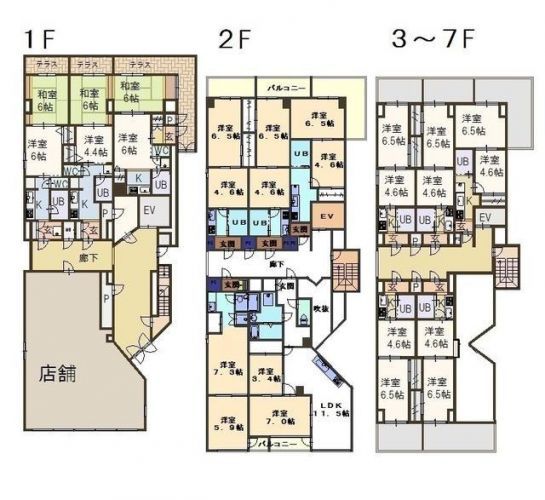 1F
テラス テラス テラス
和室 6帖
和室 6帖
和室 6帖
P
玄
洋室 6帖
洋室 4.4帖
洋室 6帖
WC
WC
UB
K
UB
K
UB
K
P
EV
玄
玄
廊下
P
店舗
2F
バルコニー
洋室 6.5帖
洋室 6.5帖
洋室 6.5帖
UB
洋室 4.6帖
洋室 4.6帖
洋室 4.6帖
UB
UB
EV
玄関
玄関
玄関
廊下
玄関
玄関
吹抜
洋室 7.3帖
洋室 3.4帖
LDK 11.5帖
洋室 5.9帖
洋室 7.0帖
バルコニー
3～7F
洋室 6.5帖
洋室 6.5帖
洋室 6.5帖
UB
洋室 4.6帖
洋室 4.6帖
洋室 4.6帖
K
UB
UB
P
玄
EV
玄
玄
玄
玄
P
UB
UB
洋室 4.6帖
洋室 4.6帖
洋室 6.5帖
洋室 6.5帖